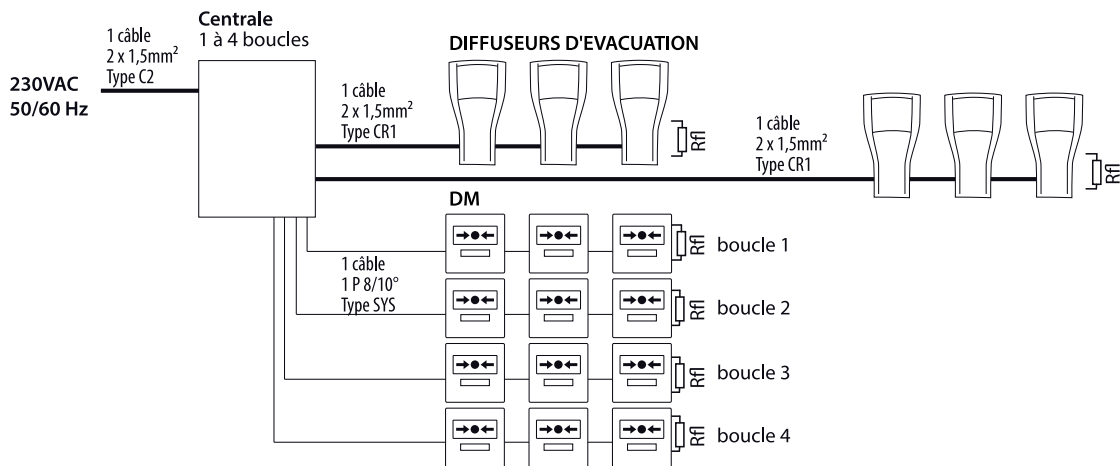 1 câble
2 x 1,5mm²
Type C2
230VAC
50/60 Hz
Centrale
1 à 4 boucles
DIFFUSEURS D'EVACUATION
1 câble
2 x 1,5mm²
Type CR1
Rfl
1 câble
2 x 1,5mm²
Type CR1
Rfl
DM
1 câble
1 P 8/10°
Type SYS
Rfl boucle 1
Rfl boucle 2
Rfl boucle 3
Rfl boucle 4